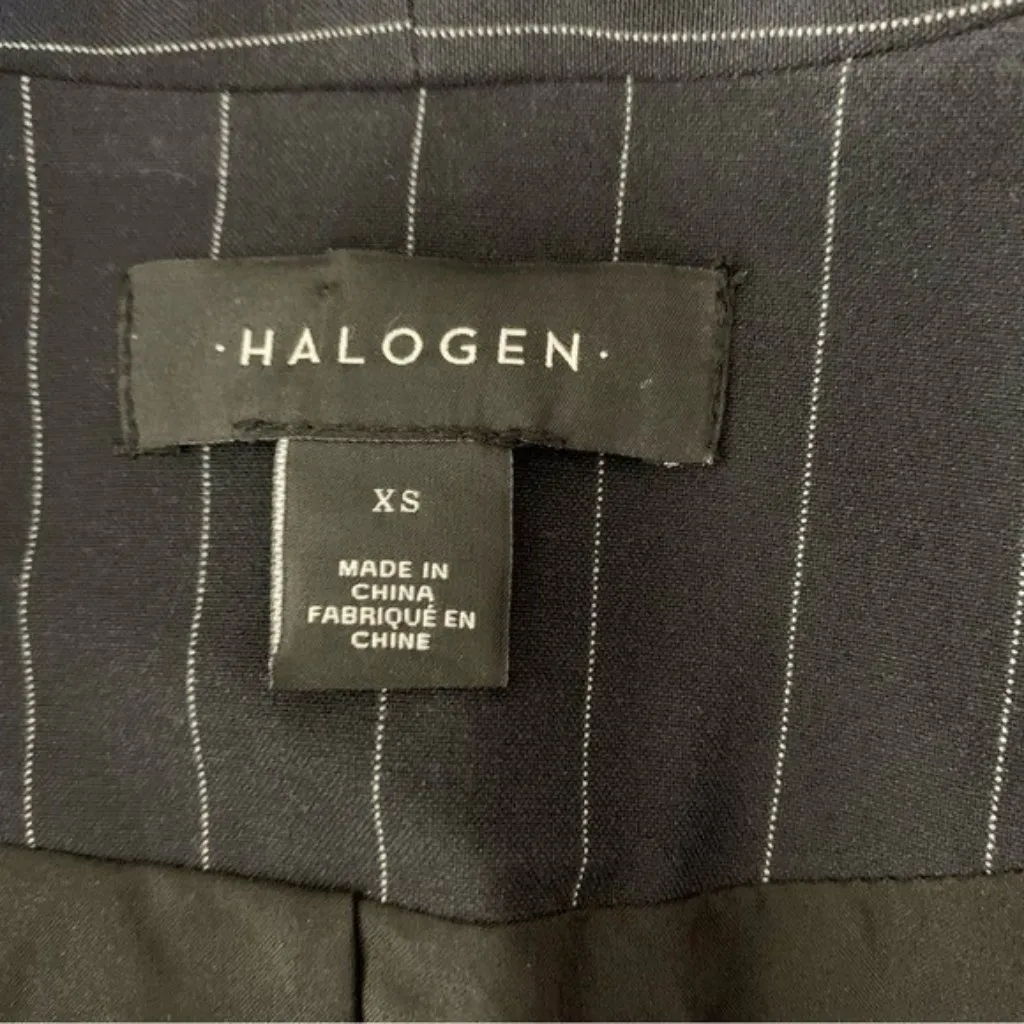 ·HALOGEN·
XS
MADE IN
CHINA
FABRIQUÉ EN
CHINE